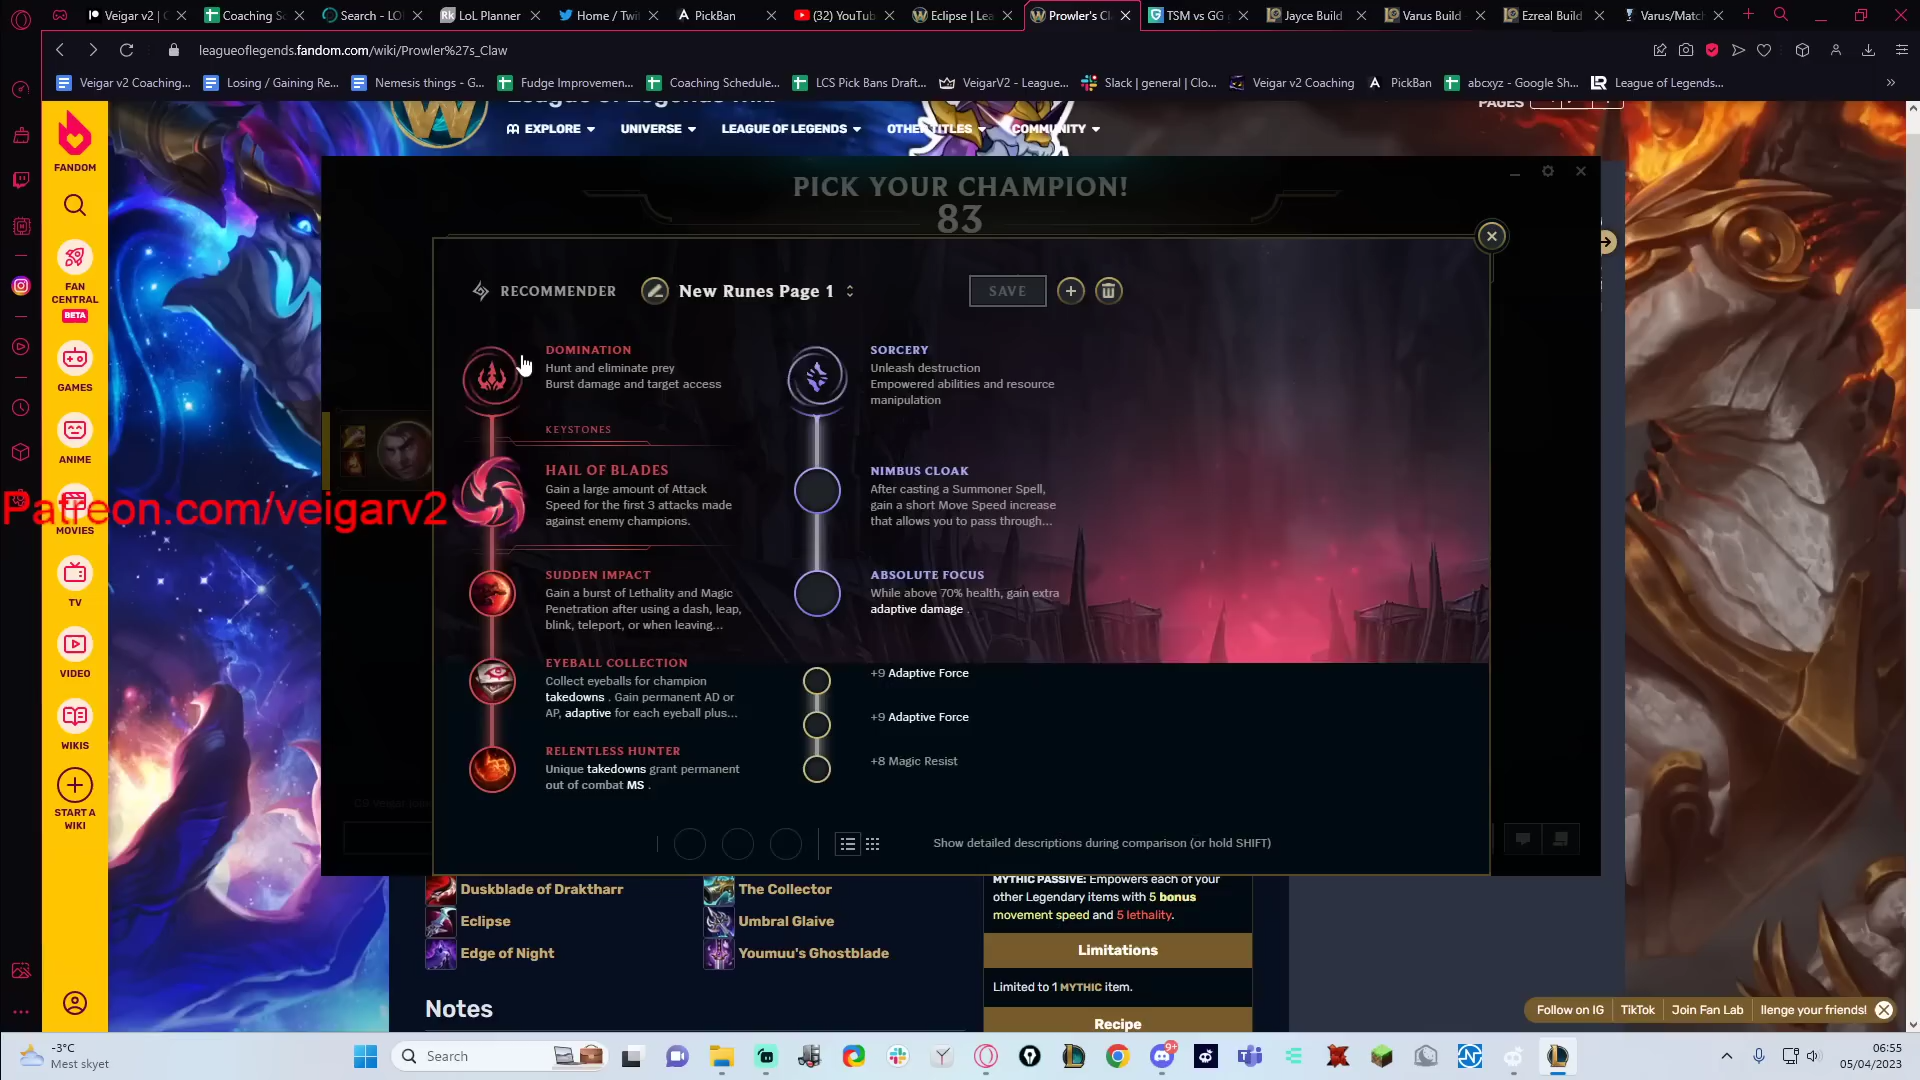 Veigar v2 | C
Coaching Sc
Search - LO
LoL Planner
Home / Twi
PickBan
(32) YouTub
Eclipse | Lea
Prowler's Cl
TSM vs GG
Jayce Build
Varus Build
Ezreal Build
Varus/Matc
leagueoflegends.fandom.com/wiki/Prowler%27s_Claw
Veigar v2 Coaching...
Losing / Gaining Re...
Nemesis things - G...
Fudge Improvemen...
Coaching Schedule...
LCS Pick Bans Draft...
VeigarV2 - League...
Slack | general | Clo...
Veigar v2 Coaching
PickBan
abcxyz - Google Sh...
League of Legends...
PAGES
EXPLORE
UNIVERSE
LEAGUE OF LEGENDS
OTHER TITLES
COMMUNITY
FANDOM
FAN CENTRAL
BETA
GAMES
ANIME
MOVIES
TV
VIDEO
WIKIS
START A WIKI
Patreon.com/veigarv2
PICK YOUR CHAMPION!
83
RECOMMENDER
New Runes Page 1
SAVE
DOMINATION
Hunt and eliminate prey
Burst damage and target access
KEYSTONES
HAIL OF BLADES
Gain a large amount of Attack
Speed for the first 3 attacks made
against enemy champions.
SUDDEN IMPACT
Gain a burst of Lethality and Magic
Penetration after using a dash, leap,
blink, teleport, or when leaving...
EYEBALL COLLECTION
Collect eyeballs for champion
takedowns . Gain permanent AD or
AP, adaptive for each eyeball plus...
RELENTLESS HUNTER
Unique takedowns grant permanent
out of combat MS .
SORCERY
Unleash destruction
Empowered abilities and resource
manipulation
NIMBUS CLOAK
After casting a Summoner Spell,
gain a short Move Speed increase
that allows you to pass through...
ABSOLUTE FOCUS
While above 70% health, gain extra
adaptive damage .
+9 Adaptive Force
+9 Adaptive Force
+8 Magic Resist
Show detailed descriptions during comparison (or hold SHIFT)
Duskblade of Draktharr
Eclipse
Edge of Night
The Collector
Umbral Glaive
Youmuu's Ghostblade
Notes
MYTHIC PASSIVE: Empowers each of your
other Legendary items with 5 bonus
movement speed and 5 lethality.
Limitations
Limited to 1 MYTHIC item.
Recipe
Follow on IG
TikTok
Join Fan Lab
llenge your friends!
-3°C
Mest skyet
Search
9+
06:55
05/04/2023